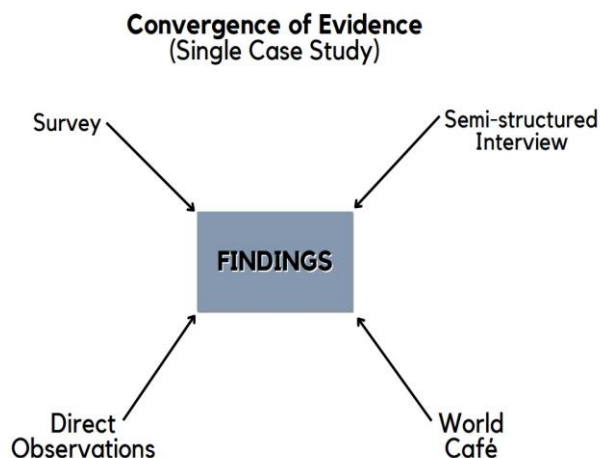 Convergence of Evidence
(Single Case Study)
Survey
Semi-structured
Interview
FINDINGS
Direct
Observations
World
Café